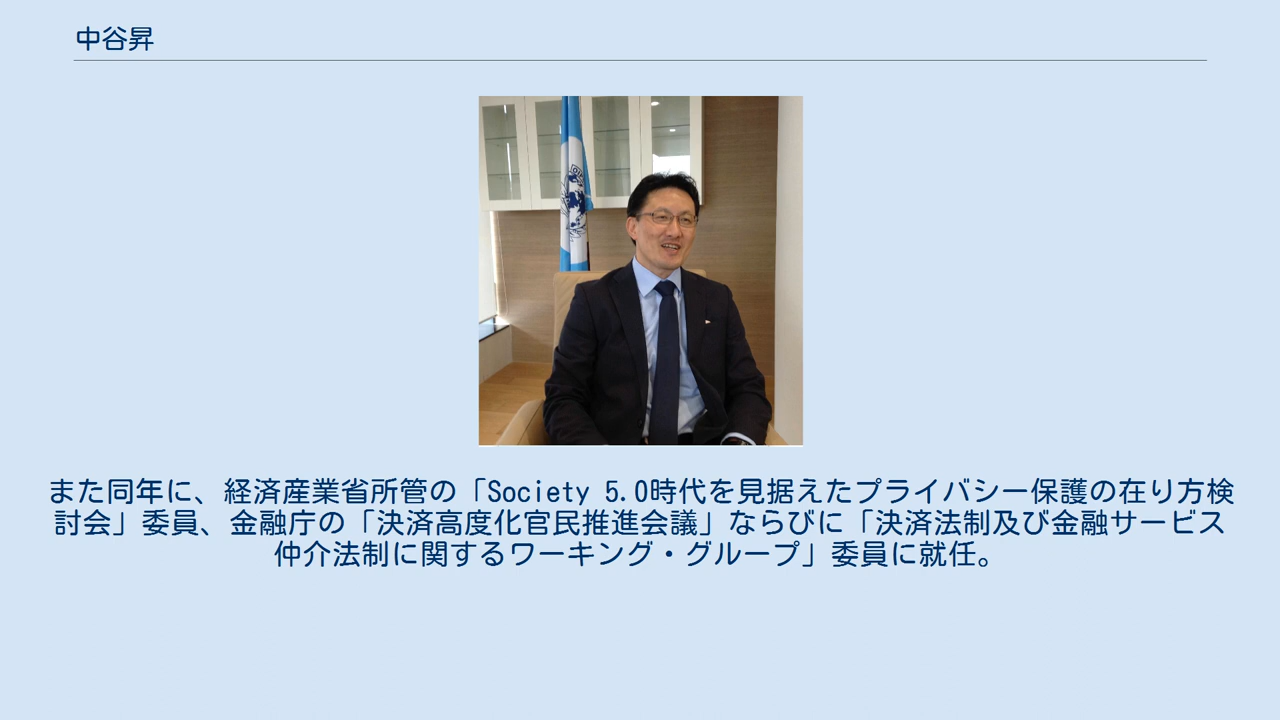 中谷昇
また同年に、経済産業省所管の「Society 5.0時代を見据えたプライバシー保護の在り方検
討会」委員、金融庁の「決済高度化官民推進会議」ならびに「決済法制及び金融サービス
仲介法制に関するワーキング・グループ」委員に就任。